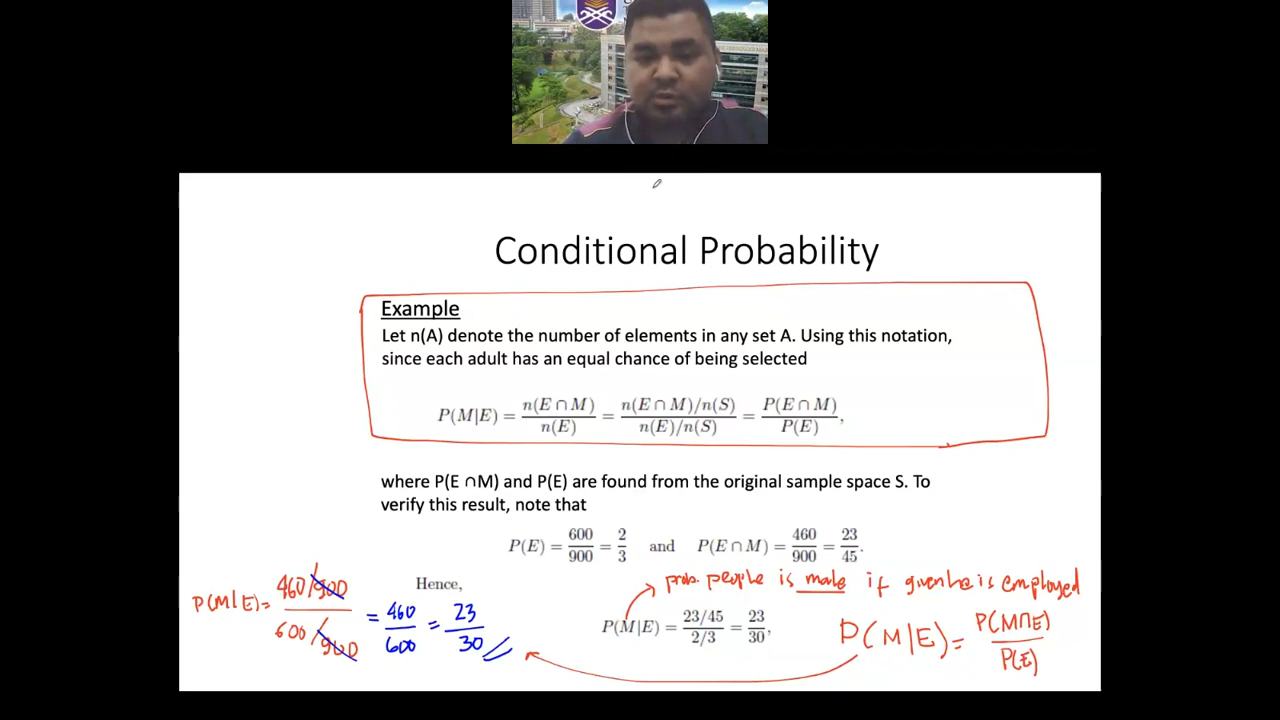 Conditional Probability
Example
Let n(A) denote the number of elements in any set A. Using this notation,
since each adult has an equal chance of being selected
P(M|E) = n(E ∩ M)/n(E) = n(E ∩ M)/n(S) / n(E)/n(S) = P(E ∩ M)/P(E),
where P(E ∩M) and P(E) are found from the original sample space S. To
verify this result, note that
P(E) = 600/900 = 2/3 and P(E ∩ M) = 460/900 = 23/45.
prob. people is male if given he is employed
Hence,
P(M|E) = 460/900 / 600/900 = 460/600 = 23/30
P(M|E) = 23/45 / 2/3 = 23/30,
P(M|E) = P(M∩E)/P(E)